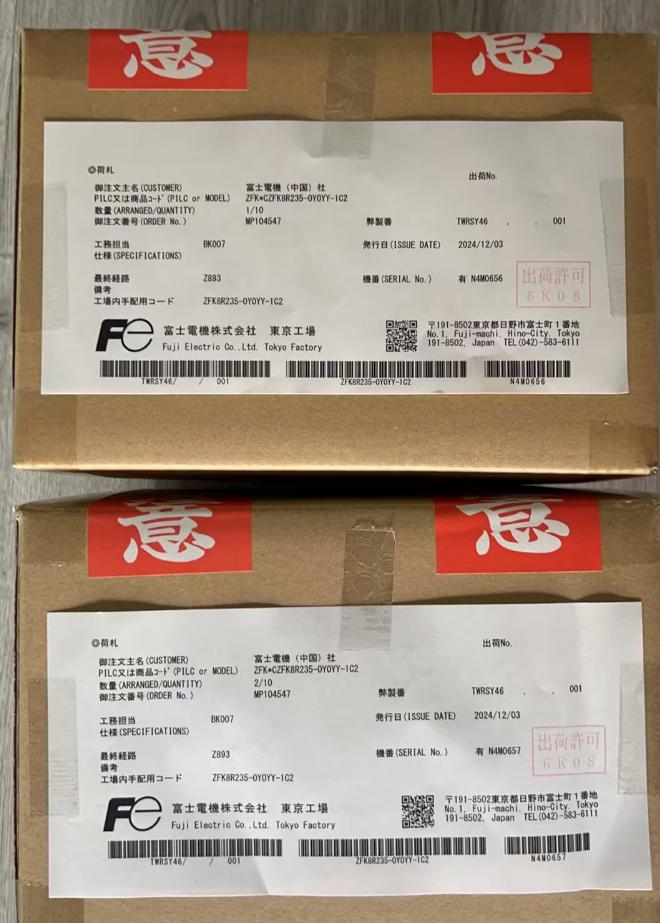 意 意
◎荷札
出荷No.
御注文主名(CUSTOMER) 富士電機(中国)社
PILC又は商品コード(PILC or MODEL) ZFK*CZFK8R235-0Y0YY-1C2
数量(ARRANGED/QUANTITY) 1/10
御注文番号(ORDER No.) MP104547 弊製番 TWRSY46 . . 001
工務担当 BK007 発行日(ISSUE DATE) 2024/12/03
仕様(SPECIFICATIONS)
最終経路 Z893 機番(SERIAL No.) 有 N4M0656
備考
工場内手配用コード ZFK8R235-0Y0YY-1C2
出荷許可
6K08
Fe 富士電機株式会社 東京工場
Fuji Electric Co.,Ltd. Tokyo Factory
〒191-8502東京都日野市富士町1番地
No.1, Fuji-machi, Hino-City, Tokyo
191-8502, Japan TEL(042)-583-6111
TWRSY46/ / 001 ZFK8R235-0Y0YY-1C2 N4M0656
意 意
◎荷札
出荷No.
御注文主名(CUSTOMER) 富士電機(中国)社
PILC又は商品コード(PILC or MODEL) ZFK*CZFK8R235-0Y0YY-1C2
数量(ARRANGED/QUANTITY) 2/10
御注文番号(ORDER No.) MP104547 弊製番 TWRSY46 . . 001
工務担当 BK007 発行日(ISSUE DATE) 2024/12/03
仕様(SPECIFICATIONS)
最終経路 Z893 機番(SERIAL No.) 有 N4M0657
備考
工場内手配用コード ZFK8R235-0Y0YY-1C2
出荷許可
6K08
Fe 富士電機株式会社 東京工場
Fuji Electric Co.,Ltd. Tokyo Factory
〒191-8502東京都日野市富士町1番地
No.1, Fuji-machi, Hino-City, Tokyo
191-8502, Japan TEL(042)-583-6111
TWRSY46/ / 001 ZFK8R235-0Y0YY-1C2 N4M0657